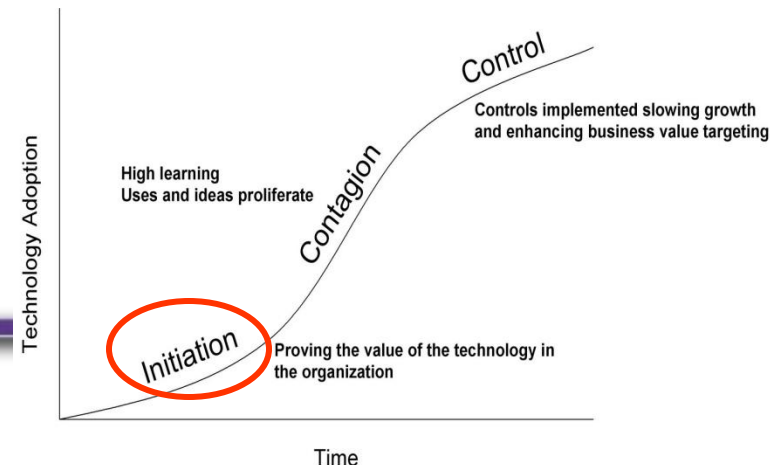 Control
Controls implemented slowing growth
and enhancing business value targeting
High learning
Uses and ideas proliferate
Contagion
Technology Adoption
Initiation
Proving the value of the technology in
the organization
Time